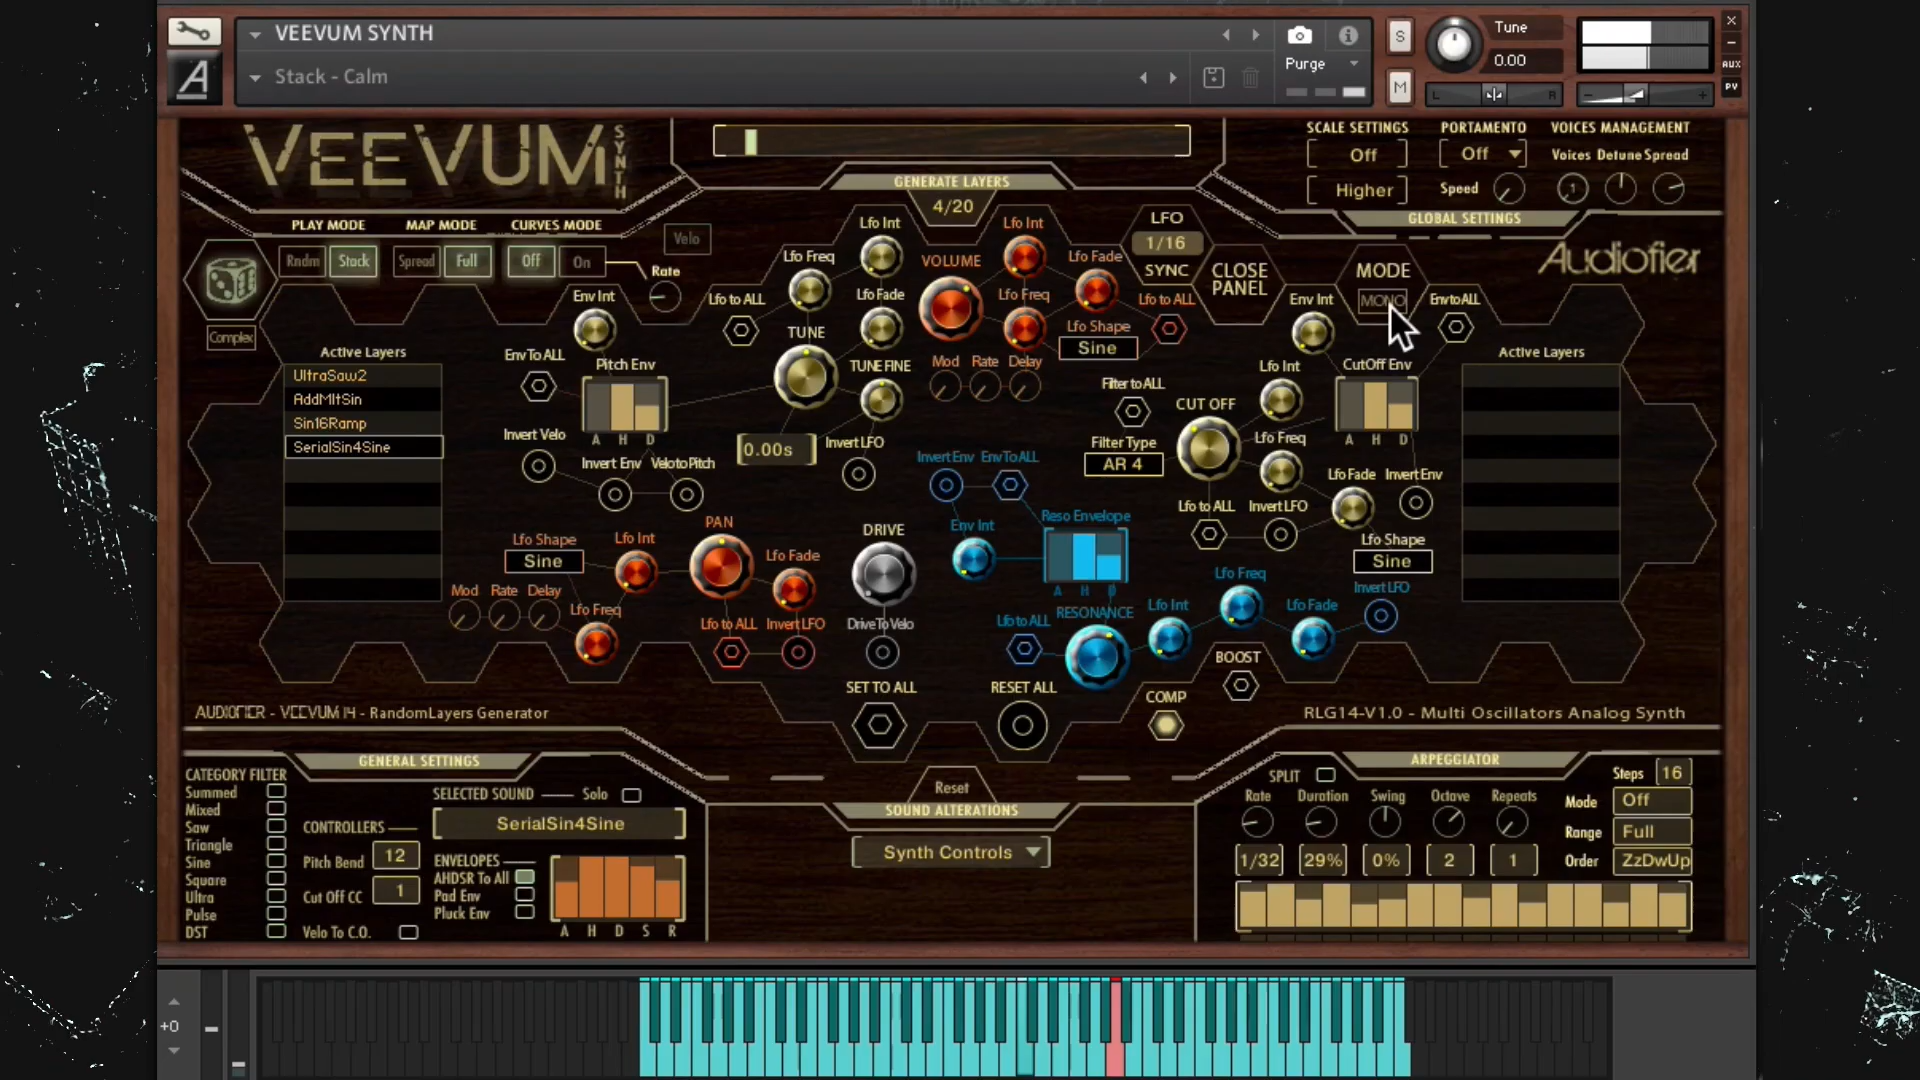 VEEVUM SYNTH
Stack - Calm
Purge
S
M
Tune
0.00
L R
AUX
PV
A
VEEVUM SYNTH
GENERATE LAYERS
4/20
SCALE SETTINGS
Off
Higher
PORTAMENTO
Off
Speed
VOICES MANAGEMENT
Voices Detune Spread
1
GLOBAL SETTINGS
Audiofier
PLAY MODE
Rndm Stack
MAP MODE
Spread Full
CURVES MODE
Off On
Velo
Rate
Complex
Active Layers
UltraSaw2
AddMltSin
Sin16Ramp
SerialSin4Sine
Env Int
Env To ALL
Pitch Env
A H D
Invert Velo
Invert Env
Velo to Pitch
Lfo to ALL
Lfo Freq
Lfo Int
Lfo Fade
TUNE
TUNE FINE
0.00s
Invert LFO
VOLUME
Lfo Int
Lfo Freq
Lfo Fade
Lfo to ALL
Lfo Shape
Sine
Mod Rate Delay
LFO
1/16
SYNC
CLOSE PANEL
MODE
MONO
Env Int
Env to ALL
CutOff Env
A H D
Lfo Int
Lfo Freq
Filter to ALL
CUT OFF
Filter Type
AR 4
Lfo to ALL
Invert LFO
Lfo Fade
Invert Env
Lfo Shape
Sine
Active Layers
Lfo Shape
Sine
Lfo Int
PAN
Lfo Fade
Mod Rate Delay
Lfo Freq
Lfo to ALL
Invert LFO
DRIVE
Drive To Velo
Invert Env
Env To ALL
Env Int
Reso Envelope
A H D
RESONANCE
Lfo to ALL
Lfo Int
Lfo Freq
Lfo Fade
Invert LFO
SET TO ALL
RESET ALL
COMP
BOOST
AUDIOFIER - VEEVUM 14 - RandomLayers Generator
RLG14-V1.0 - Multi Oscillators Analog Synth
GENERAL SETTINGS
CATEGORY FILTER
Summed
Mixed
Saw
Triangle
Sine
Square
Ultra
Pulse
DST
CONTROLLERS
Pitch Bend 12
Cut Off CC 1
Velo To C.O.
SELECTED SOUND
Solo
SerialSin4Sine
ENVELOPES
AHDSR To All
Pad Env
Pluck Env
A H D S R
Reset
SOUND ALTERATIONS
Synth Controls
ARPEGGIATOR
SPLIT
Steps 16
Rate Duration Swing Octave Repeats
1/32 29% 0% 2 1
Mode Off
Range Full
Order ZzDwUp
+0